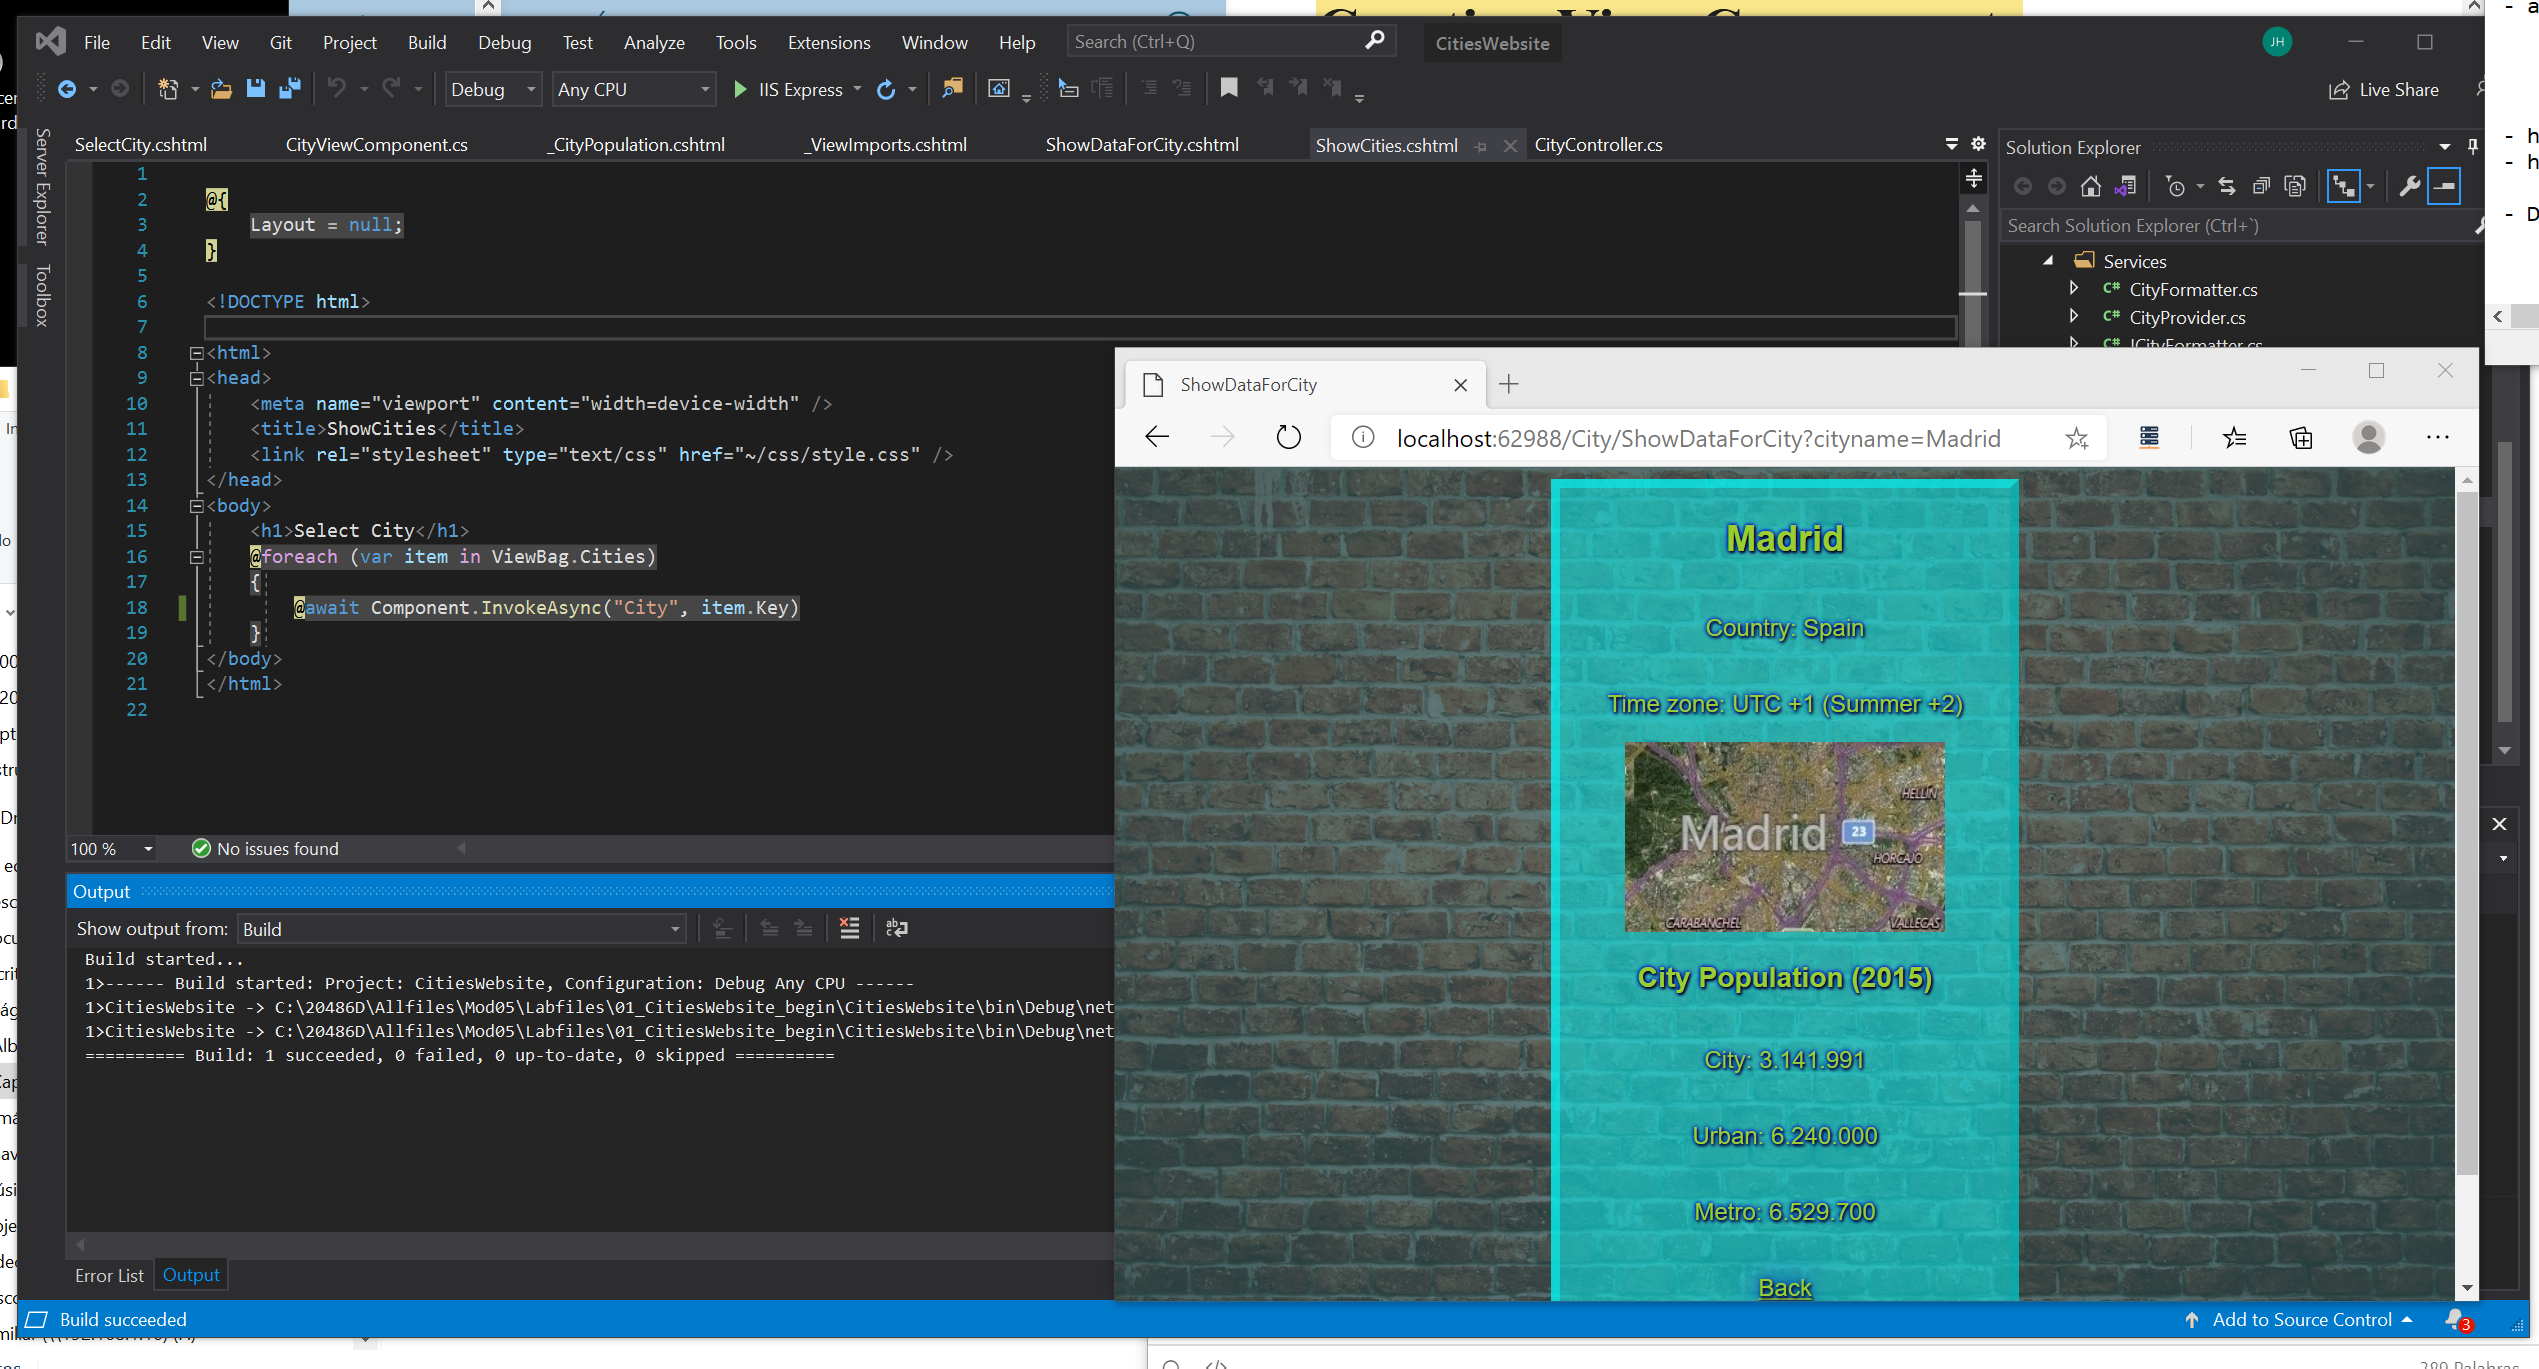 File Edit View Git Project Build Debug Test Analyze Tools Extensions Window Help Search (Ctrl+Q) CitiesWebsite JH
Debug Any CPU IIS Express Live Share
Server Explorer
Toolbox
SelectCity.cshtml CityViewComponent.cs _CityPopulation.cshtml _ViewImports.cshtml ShowDataForCity.cshtml ShowCities.cshtml CityController.cs
1
2 @{
3 Layout = null;
4 }
5
6 <!DOCTYPE html>
7
8 <html>
9 <head>
10 <meta name="viewport" content="width=device-width" />
11 <title>ShowCities</title>
12 <link rel="stylesheet" type="text/css" href="~/css/style.css" />
13 </head>
14 <body>
15 <h1>Select City</h1>
16 @foreach (var item in ViewBag.Cities)
17 {
18 @await Component.InvokeAsync("City", item.Key)
19 }
20 </body>
21 </html>
22
100 % No issues found
Output
Show output from: Build
Build started...
1>------ Build started: Project: CitiesWebsite, Configuration: Debug Any CPU ------
1>CitiesWebsite -> C:\20486D\Allfiles\Mod05\Labfiles\01_CitiesWebsite_begin\CitiesWebsite\bin\Debug\net
1>CitiesWebsite -> C:\20486D\Allfiles\Mod05\Labfiles\01_CitiesWebsite_begin\CitiesWebsite\bin\Debug\net
========== Build: 1 succeeded, 0 failed, 0 up-to-date, 0 skipped ==========
Error List Output
Build succeeded
Add to Source Control 3
Solution Explorer
Search Solution Explorer (Ctrl+`)
Services
C# CityFormatter.cs
C# CityProvider.cs
C# ICityFormatter.cs
ShowDataForCity
localhost:62988/City/ShowDataForCity?cityname=Madrid
Madrid
Country: Spain
Time zone: UTC +1 (Summer +2)
HELLIN
Madrid 23
HORCAJO
CARABANCHEL VALLEGAS
City Population (2015)
City: 3.141.991
Urban: 6.240.000
Metro: 6.529.700
Back